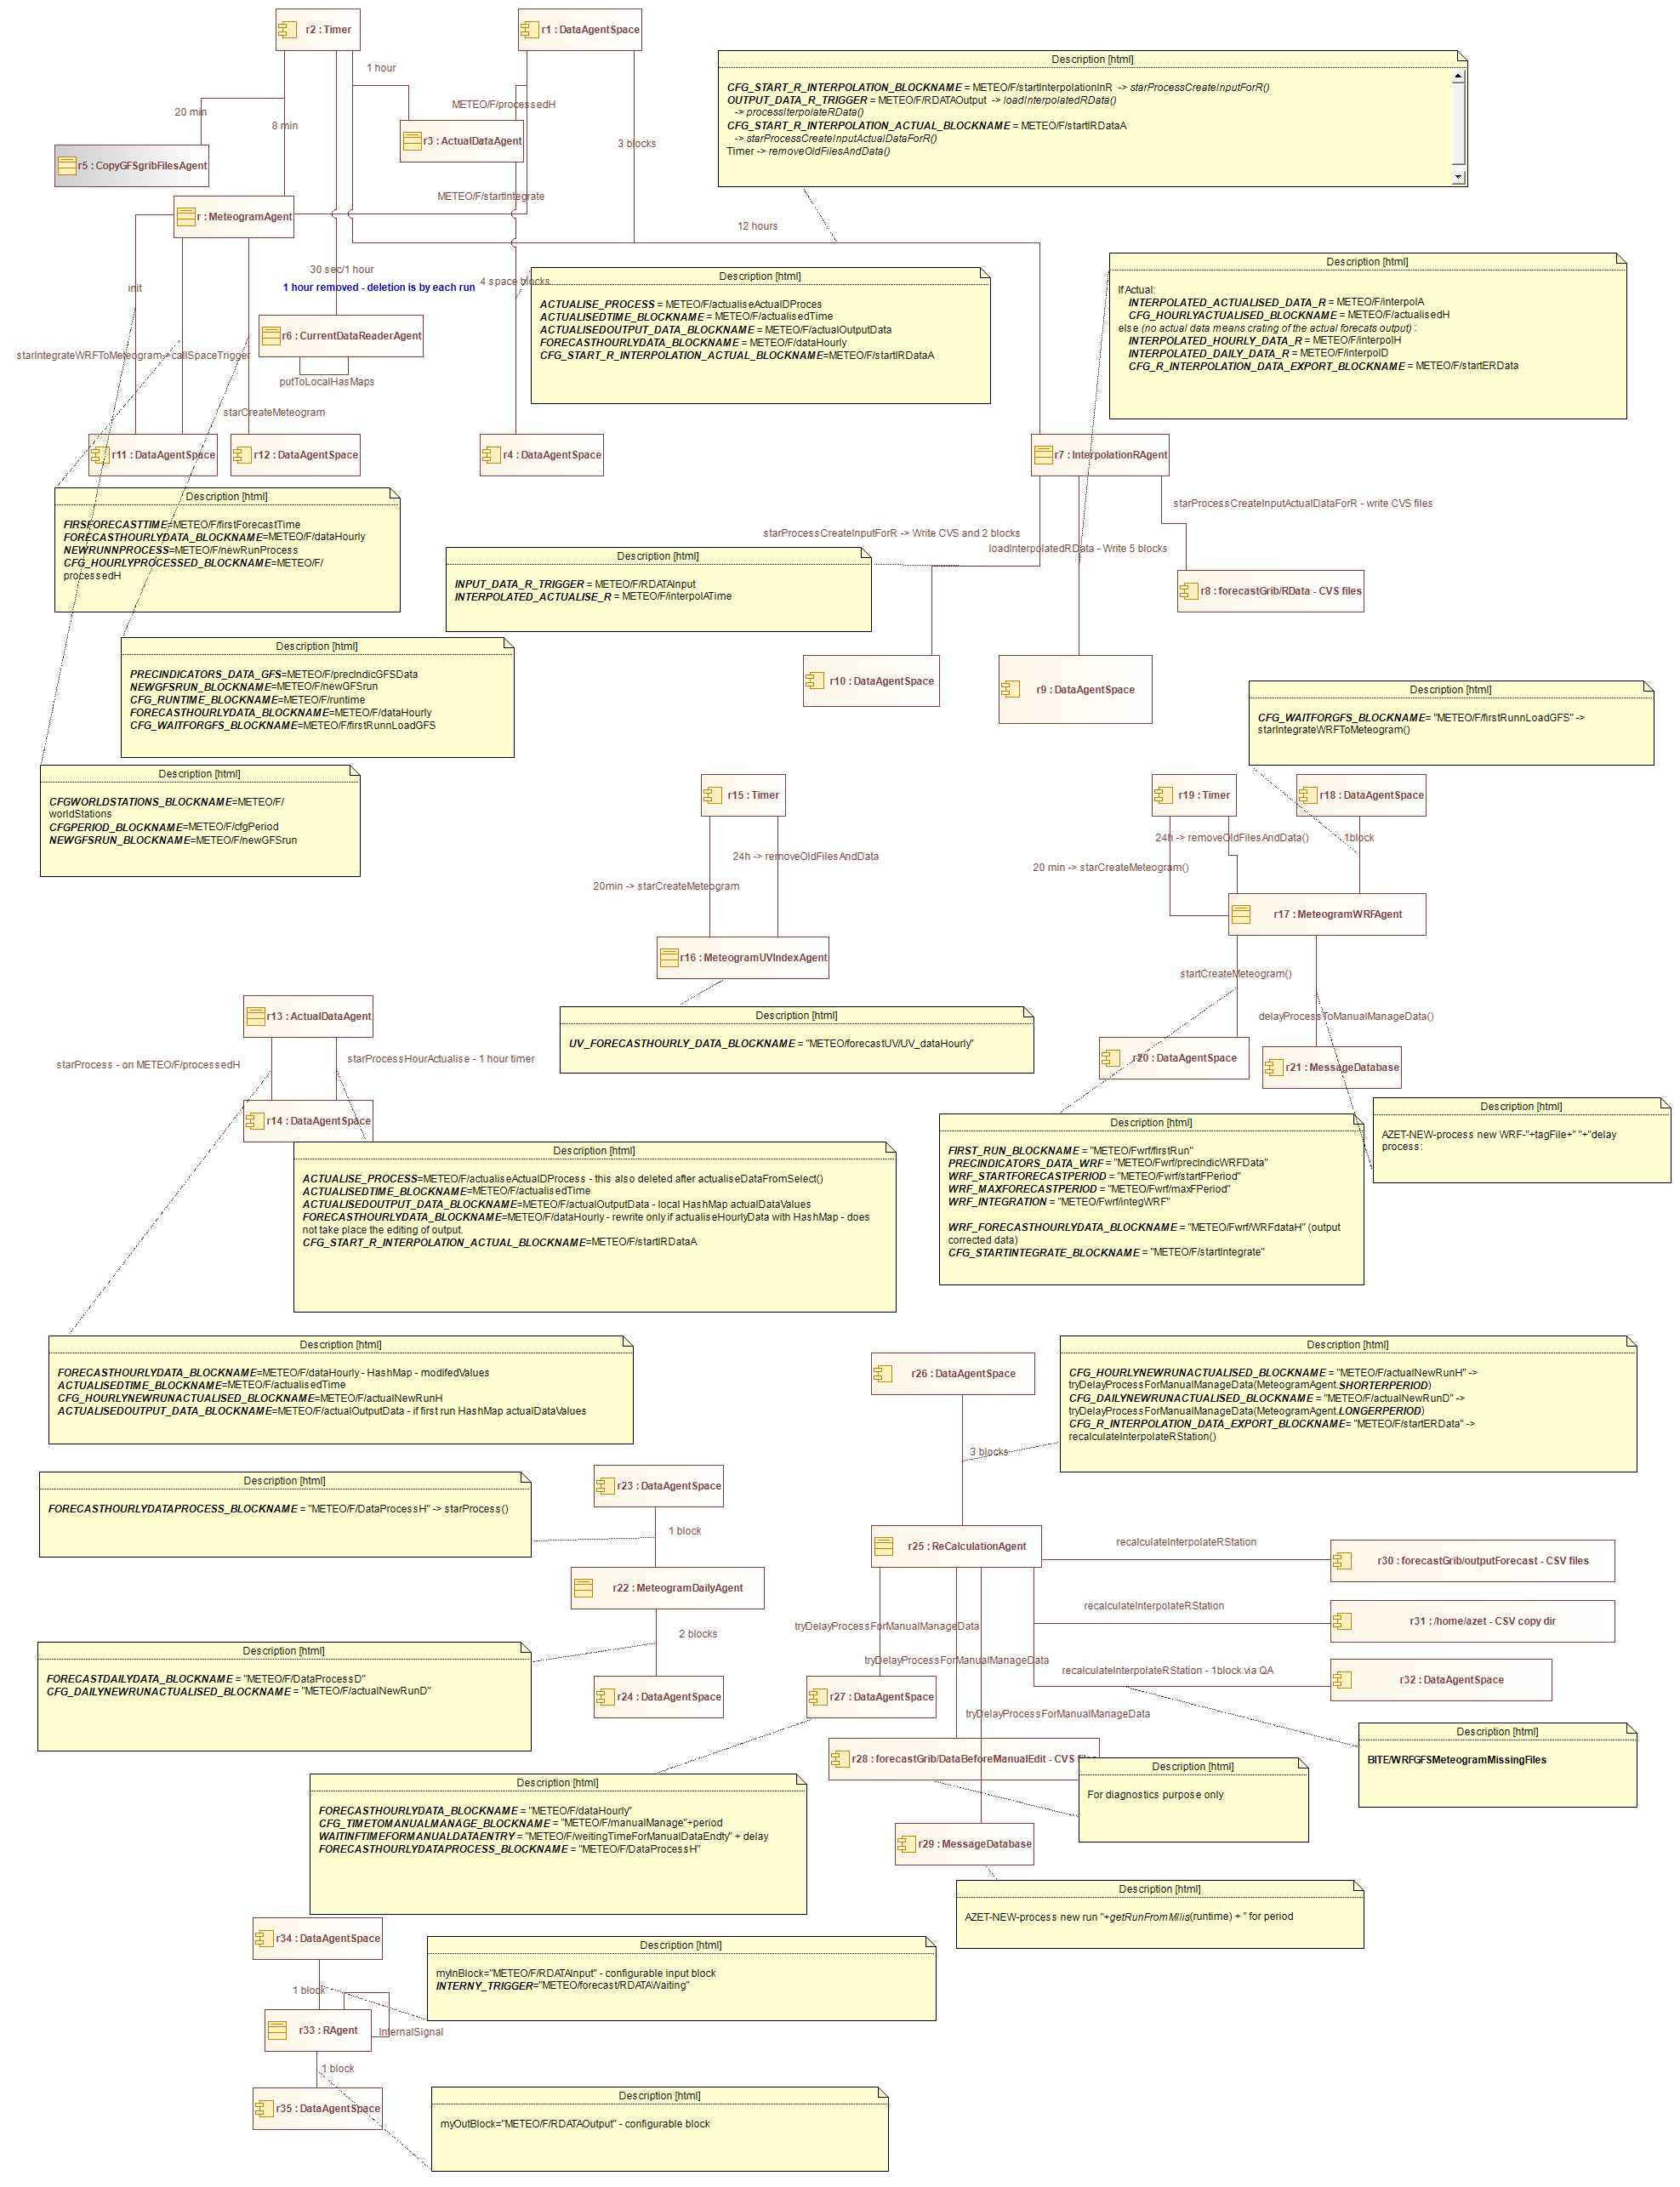 r2 : Timer
r1 : DataAgentSpace
1 hour
20 min
8 min
METEO/F/processedH
3 blocks
r3 : ActualDataAgent
r5 : CopyGFSgribFilesAgent
Description [html]
CFG_START_R_INTERPOLATION_BLOCKNAME = METEO/F/startInterpolationInR -> starProcessCreateInputForR()
OUTPUT_DATA_R_TRIGGER = METEO/F/RDATAOutput -> loadInterpolatedRData()
-> processIterpolateRData()
CFG_START_R_INTERPOLATION_ACTUAL_BLOCKNAME = METEO/F/startIRDataA
-> starProcessCreateInputActualDataForR()
Timer -> removeOldFilesAndData()
METEO/F/startIntegrate
r : MeteogramAgent
12 hours
30 sec/1 hour
1 hour removed - deletion is by each run
init
4 space blocks
r6 : CurrentDataReaderAgent
starIntegrateWRFToMeteogram->callSpaceTrigger
putToLocalHasMaps
starCreateMeteogram
Description [html]
ACTUALISE_PROCESS = METEO/F/actualiseActualDProces
ACTUALISEDTIME_BLOCKNAME = METEO/F/actualisedTime
ACTUALISEDOUTPUT_DATA_BLOCKNAME = METEO/F/actualOutputData
FORECASTHOURLYDATA_BLOCKNAME = METEO/F/dataHourly
CFG_START_R_INTERPOLATION_ACTUAL_BLOCKNAME=METEO/F/startIRDataA
Description [html]
If Actual:
INTERPOLATED_ACTUALISED_DATA_R = METEO/F/interpolA
CFG_HOURLYACTUALISED_BLOCKNAME = METEO/F/actualisedH
else (no actual data means crating of the actual forecats output) :
INTERPOLATED_HOURLY_DATA_R = METEO/F/interpolH
INTERPOLATED_DAILY_DATA_R = METEO/F/interpolD
CFG_R_INTERPOLATION_DATA_EXPORT_BLOCKNAME = METEO/F/startERData
r11 : DataAgentSpace
r12 : DataAgentSpace
r4 : DataAgentSpace
r7 : InterpolationRAgent
Description [html]
FIRSFORECASTTIME=METEO/F/firstForecastTime
FORECASTHOURLYDATA_BLOCKNAME=METEO/F/dataHourly
NEWRUNNPROCESS=METEO/F/newRunProcess
CFG_HOURLYPROCESSED_BLOCKNAME=METEO/F/
processedH
starProcessCreateInputActualDataForR - write CVS files
starProcessCreateInputForR -> Write CVS and 2 blocks
loadInterpolatedRData - Write 5 blocks
Description [html]
INPUT_DATA_R_TRIGGER = METEO/F/RDATAInput
INTERPOLATED_ACTUALISE_R = METEO/F/interpolATime
r8 : forecastGrib/RData - CVS files
Description [html]
PRECINDICATORS_DATA_GFS=METEO/F/precIndicGFSData
NEWGFSRUN_BLOCKNAME=METEO/F/newGFSrun
CFG_RUNTIME_BLOCKNAME=METEO/F/runtime
FORECASTHOURLYDATA_BLOCKNAME=METEO/F/dataHourly
CFG_WAITFORGFS_BLOCKNAME=METEO/F/firstRunnLoadGFS
r10 : DataAgentSpace
r9 : DataAgentSpace
Description [html]
CFG_WAITFORGFS_BLOCKNAME= "METEO/F/firstRunnLoadGFS" ->
starIntegrateWRFToMeteogram()
Description [html]
CFGWORLDSTATIONS_BLOCKNAME=METEO/F/
worldStations
CFGPERIOD_BLOCKNAME=METEO/F/cfgPeriod
NEWGFSRUN_BLOCKNAME=METEO/F/newGFSrun
r15 : Timer
r19 : Timer
r18 : DataAgentSpace
24h -> removeOldFilesAndData()
1block
24h -> removeOldFilesAndData
20 min -> starCreateMeteogram()
20min -> starCreateMeteogram
r17 : MeteogramWRFAgent
r16 : MeteogramUVIndexAgent
startCreateMeteogram()
r13 : ActualDataAgent
Description [html]
UV_FORECASTHOURLY_DATA_BLOCKNAME = "METEO/forecastUV/UV_dataHourly"
delayProcessToManualManageData()
starProcess - on METEO/F/processedH
starProcessHourActualise - 1 hour timer
r20 : DataAgentSpace
r21 : MessageDatabase
r14 : DataAgentSpace
Description [html]
AZET-NEW-process new WRF-"+tagFile+" "+"delay
process:
Description [html]
FIRST_RUN_BLOCKNAME = "METEO/Fwrf/firstRun"
PRECINDICATORS_DATA_WRF = "METEO/Fwrf/precIndicWRFData"
WRF_STARTFORECASTPERIOD = "METEO/Fwrf/startFPeriod"
WRF_MAXFORECASTPERIOD = "METEO/Fwrf/maxFPeriod"
WRF_INTEGRATION = "METEO/Fwrf/integWRF"
WRF_FORECASTHOURLYDATA_BLOCKNAME = "METEO/Fwrf/WRFdataH" (output
corrected data)
CFG_STARTINTEGRATE_BLOCKNAME = "METEO/F/startIntegrate"
Description [html]
ACTUALISE_PROCESS=METEO/F/actualiseActualDProcess - this also deleted after actualiseDataFromSelect()
ACTUALISEDTIME_BLOCKNAME=METEO/F/actualisedTime
ACTUALISEDOUTPUT_DATA_BLOCKNAME=METEO/F/actualOutputData - local HashMap actualDataValues
FORECASTHOURLYDATA_BLOCKNAME=METEO/F/dataHourly - rewrite only if actualiseHourlyData with HashMap - does
not take place the editing of output.
CFG_START_R_INTERPOLATION_ACTUAL_BLOCKNAME=METEO/F/startIRDataA
Description [html]
FORECASTHOURLYDATA_BLOCKNAME=METEO/F/dataHourly - HashMap - modifedValues
ACTUALISEDTIME_BLOCKNAME=METEO/F/actualisedTime
CFG_HOURLYNEWRUNACTUALISED_BLOCKNAME=METEO/F/actualNewRunH
ACTUALISEDOUTPUT_DATA_BLOCKNAME=METEO/F/actualOutputData - if first run HashMap actualDataValues
r26 : DataAgentSpace
Description [html]
CFG_HOURLYNEWRUNACTUALISED_BLOCKNAME = "METEO/F/actualNewRunH" ->
tryDelayProcessForManualManageData(MeteogramAgent.SHORTERPERIOD)
CFG_DAILYNEWRUNACTUALISED_BLOCKNAME = "METEO/F/actualNewRunD" ->
tryDelayProcessForManualManageData(MeteogramAgent.LONGERPERIOD)
CFG_R_INTERPOLATION_DATA_EXPORT_BLOCKNAME= "METEO/F/startERData" ->
recalculateInterpolateRStation()
3 blocks
Description [html]
FORECASTHOURLYDATAPROCESS_BLOCKNAME = "METEO/F/DataProcessH" -> starProcess()
r23 : DataAgentSpace
1 block
r25 : ReCalculationAgent
recalculateInterpolateRStation
r30 : forecastGrib/outputForecast - CSV files
r22 : MeteogramDailyAgent
recalculateInterpolateRStation
r31 : /home/azet - CSV copy dir
2 blocks
tryDelayProcessForManualManageData
Description [html]
FORECASTDAILYDATA_BLOCKNAME = "METEO/F/DataProcessD"
CFG_DAILYNEWRUNACTUALISED_BLOCKNAME = "METEO/F/actualNewRunD"
tryDelayProcessForManualManageData
recalculateInterpolateRStation - 1block via QA
r32 : DataAgentSpace
r24 : DataAgentSpace
r27 : DataAgentSpace
tryDelayProcessForManualManageData
Description [html]
BITE/WRFGFSMeteogramMissingFiles
r28 : forecastGrib/DataBeforeManualEdit - CVS files
Description [html]
For diagnostics purpose only
Description [html]
FORECASTHOURLYDATA_BLOCKNAME = "METEO/F/dataHourly"
CFG_TIMETOMANUALMANAGE_BLOCKNAME = "METEO/F/manualManage"+period
WAITINFTIMEFORMANUALDATAENTRY = "METEO/F/weitingTimeForManualDataEndty" + delay
FORECASTHOURLYDATAPROCESS_BLOCKNAME = "METEO/F/DataProcessH"
r29 : MessageDatabase
Description [html]
AZET-NEW-process new run "+getRunFromMilis(runtime) + " for period
r34 : DataAgentSpace
Description [html]
myInBlock="METEO/F/RDATAInput" - configurable input block
INTERNY_TRIGGER="METEO/forecast/RDATAWaiting"
1 block
r33 : RAgent
InternalSignal
1 block
r35 : DataAgentSpace
Description [html]
myOutBlock="METEO/F/RDATAOutput" - configurable block